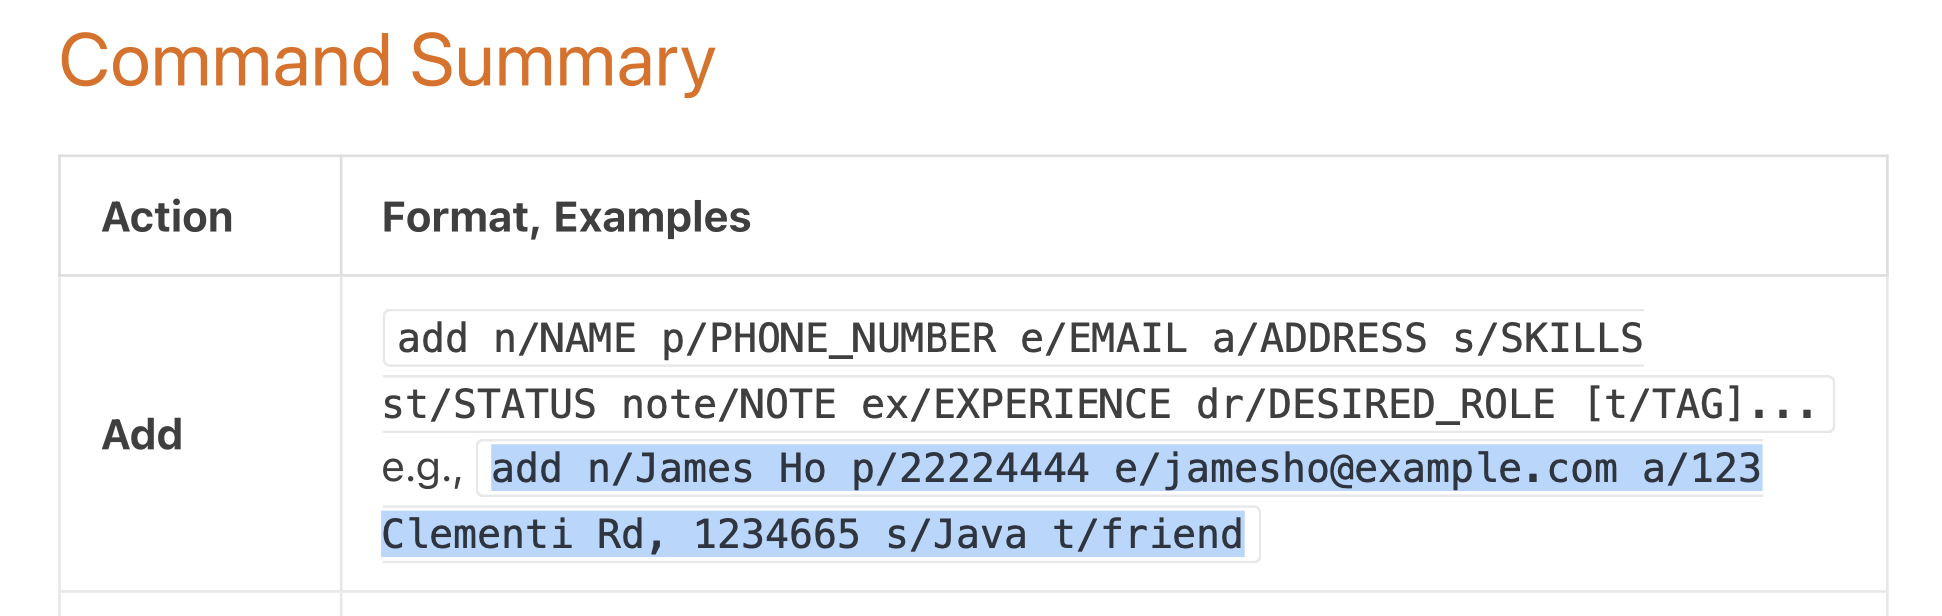 Command Summary
Action
Format, Examples
Add
add n/NAME p/PHONE_NUMBER e/EMAIL a/ADDRESS s/SKILLS
st/STATUS note/NOTE ex/EXPERIENCE dr/DESIRED_ROLE [t/TAG]...
e.g., add n/James Ho p/22224444 e/jamesho@example.com a/123
Clementi Rd, 1234665 s/Java t/friend